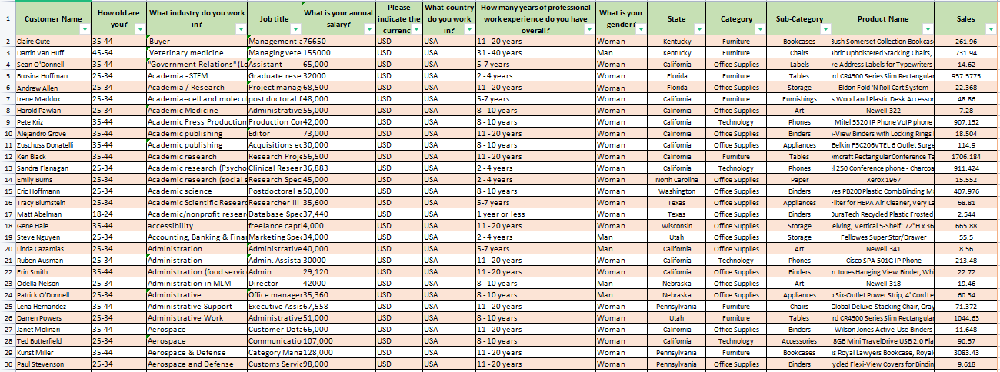 1 Customer Name How old are you? What industry do you work in? Job title What is your annual salary? Please indicate the currenc What country do you work in? How many years of professional work experience do you have overall? What is your gender? State Category Sub-Category Product Name Sales
2 Claire Gute 35-44 Buyer Management a 76650 USD USA 11 - 20 years Woman Kentucky Furniture Bookcases Bush Somerset Collection Bookcas 261.96
3 Darrin Van Huff 45-54 Veterinary medicine Managing vete 155000 USD USA 31 - 40 years Man Kentucky Furniture Chairs bric Upholstered Stacking Chairs, 731.94
4 Sean O'Donnell 35-44 "Government Relations" (Lo Assistant 65,000 USD USA 5-7 years Woman California Office Supplies Labels e Address Labels for Typewriters 14.62
5 Brosina Hoffman 25-34 Academia - STEM Graduate rese 32000 USD USA 2 - 4 years Woman Florida Furniture Tables rd CR4500 Series Slim Rectangular 957.5775
6 Andrew Allen 25-34 Academia / Research Project manag 68,500 USD USA 11 - 20 years Woman Florida Office Supplies Storage Eldon Fold 'N Roll Cart System 22.368
7 Irene Maddox 25-34 Academia--cell and molecu post doctoral f 48,000 USD USA 5-7 years Woman California Furniture Furnishings s Wood and Plastic Desk Accessor 48.86
8 Harold Pawlan 25-34 Academic Medicine Administrative 55,000 USD USA 8 - 10 years Woman California Office Supplies Art Newell 322 7.28
9 Pete Kriz 35-44 Academic Press Production Production Co 42,000 USD USA 8 - 10 years Woman California Technology Phones Mitel 5320 IP Phone VoIP phone 907.152
10 Alejandro Grove 35-44 Academic publishing Editor 73,000 USD USA 11 - 20 years Woman California Office Supplies Binders -View Binders with Locking Rings 18.504
11 Zuschuss Donatelli 35-44 Academic publishing Acquisitions ed 30,000 USD USA 8 - 10 years Woman California Office Supplies Appliances Belkin F5C206VTEL 6 Outlet Surge 114.9
12 Ken Black 35-44 Academic research Research Proje 56,500 USD USA 11 - 20 years Woman California Furniture Tables omcraft Rectangular Conference Ta 1706.184
13 Sandra Flanagan 25-34 Academic research (Psycho Clinical Resear 36,883 USD USA 2 - 4 years Woman California Technology Phones l 250 Conference phone - Charcoa 911.424
14 Emily Burns 25-34 Academic research (social s Research Spec 45,000 USD USA 2 - 4 years Woman North Carolina Office Supplies Paper Xerox 1967 15.552
15 Eric Hoffmann 25-34 Academic science Postdoctoral a 50,000 USD USA 8 - 10 years Woman Washington Office Supplies Binders es PB200 Plastic Comb Binding M 407.976
16 Tracy Blumstein 25-34 Academic Scientific Researc Researcher III 35,600 USD USA 5-7 years Woman Texas Office Supplies Appliances Filter for HEPA Air Cleaner, Very La 68.81
17 Matt Abelman 18-24 Academic/nonprofit resear Database Spe 37,440 USD USA 1 year or less Woman Texas Office Supplies Binders DuraTech Recycled Plastic Frosted 2.544
18 Gene Hale 35-44 accessibility freelance capt 4,000 USD USA 11 - 20 years Woman Wisconsin Office Supplies Storage elving, Vertical 5-Shelf: 72"H x 36 665.88
19 Steve Nguyen 25-34 Accounting, Banking & Finan Marketing Spe 34,000 USD USA 2 - 4 years Man Utah Office Supplies Storage Fellowes Super Stor/Drawer 55.5
20 Linda Cazamias 25-34 Administration Administrative 40,000 USD USA 5-7 years Man California Office Supplies Art Newell 341 8.56
21 Ruben Ausman 25-34 Administration Admin. Assista 30000 USD USA 11 - 20 years Woman California Technology Phones Cisco SPA 501G IP Phone 213.48
22 Erin Smith 35-44 Administration (food servic Admin 29,120 USD USA 11 - 20 years Woman California Office Supplies Binders n Jones Hanging View Binder, Wh 22.72
23 Odella Nelson 25-34 Administration in MLM Director 42000 USD USA 8 - 10 years Man Nebraska Office Supplies Art Newell 318 19.46
24 Patrick O'Donnell 25-34 Administrative Office manager 35,360 USD USA 8 - 10 years Man Nebraska Office Supplies Appliances Six-Outlet Power Strip, 4' Cord Le 60.34
25 Lena Hernandez 35-44 Administrative Support Executive Assis 67,558 USD USA 11 - 20 years Woman Pennsylvania Furniture Chairs Global Deluxe Stacking Chair, Gray 71.372
26 Darren Powers 25-34 Administrative Work Administrative 51,000 USD USA 8 - 10 years Woman Utah Furniture Tables rd CR4500 Series Slim Rectangular 1044.63
27 Janet Molinari 35-44 Aerospace Customer Data 66,000 USD USA 11 - 20 years Woman California Office Supplies Binders Wilson Jones Active Use Binders 11.648
28 Ted Butterfield 25-34 Aerospace Communicatio 107,000 USD USA 8 - 10 years Woman California Technology Accessories 8GB Mini TravelDrive USB 2.0 Fla 90.57
29 Kunst Miller 35-44 Aerospace & Defense Category Mana 128,000 USD USA 11 - 20 years Woman Pennsylvania Furniture Bookcases is Royal Lawyers Bookcase, Royal 3083.43
30 Paul Stevenson 25-34 Aerospace and Defense Customs Servic 98,000 USD USA 11 - 20 years Woman Pennsylvania Office Supplies Binders ycled Flexi-View Covers for Bindin 9.618